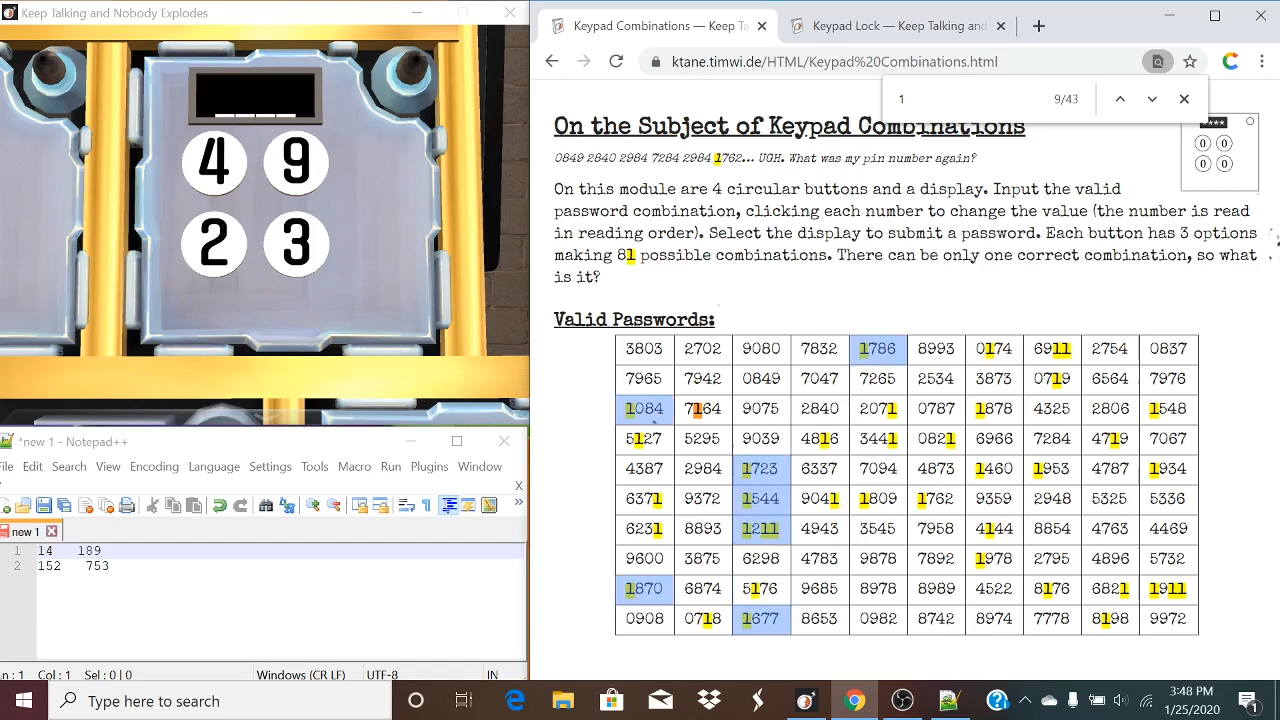 Keep Talking and Nobody Explodes
4 9
2 3
*new 1 - Notepad++
File Edit Search View Encoding Language Settings Tools Macro Run Plugins Window
X
new 1
1 14 189
2 152 753
Ln : 1 Col : 1 Sel : 0 | 0 Windows (CR LF) UTF-8 IN
Keypad Combinations — Keep Ta
Keypad Lock — Keep Talking and
ktane.timwi.de/HTML/Keypad%20Combinations.html
1 /43
On the Subject of Keypad Combinations
0849 2840 2984 7284 2984 1762... Ugh what was my pin number again?
****
0 0
0 0
On this module are 4 circular buttons and a display. Input the valid
password combination, clicking each number to change the value (the number is read
in reading order). Select the display to submit a password. Each button has 3 options
making 81 possible combinations. There can be only one correct combination, so what
is it?
Valid Passwords:
3803 2702 9080 7832 1786 8993 0174 6911 2754 0837
7965 7942 0849 7047 7265 2534 3873 0719 6564 7976
1084 7164 9075 2840 2071 0786 1878 4325 2806 1548
5127 5295 9039 4816 3441 0821 6966 7284 4719 7067
4387 2984 1723 6337 7094 4873 1460 1953 4787 1934
6371 9372 1544 9041 1809 1762 9359 2948 5325 5336
6231 8893 1211 4943 3545 7958 4144 8854 4763 4469
9600 3875 6298 4783 9878 7892 1978 2795 4896 5732
1870 6874 5176 9685 8978 8989 4522 8176 6821 1911
0908 0718 1677 8653 0982 8742 8974 7778 8198 9972
Type here to search
3:48 PM
1/25/2020
1